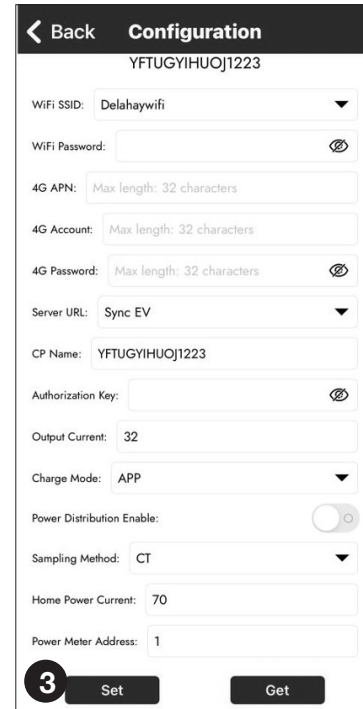 Back Configuration
YFTUGYIHUOJ1223
WiFi SSID: Delahaywifi
WiFi Password:
4G APN: Max length: 32 characters
4G Account: Max length: 32 characters
4G Password: Max length: 32 characters
Server URL: Sync EV
CP Name: YFTUGYIHUOJ1223
Authorization Key:
Output Current: 32
Charge Mode: APP
Power Distribution Enable:
Sampling Method: CT
Home Power Current: 70
Power Meter Address: 1
3 Set Get